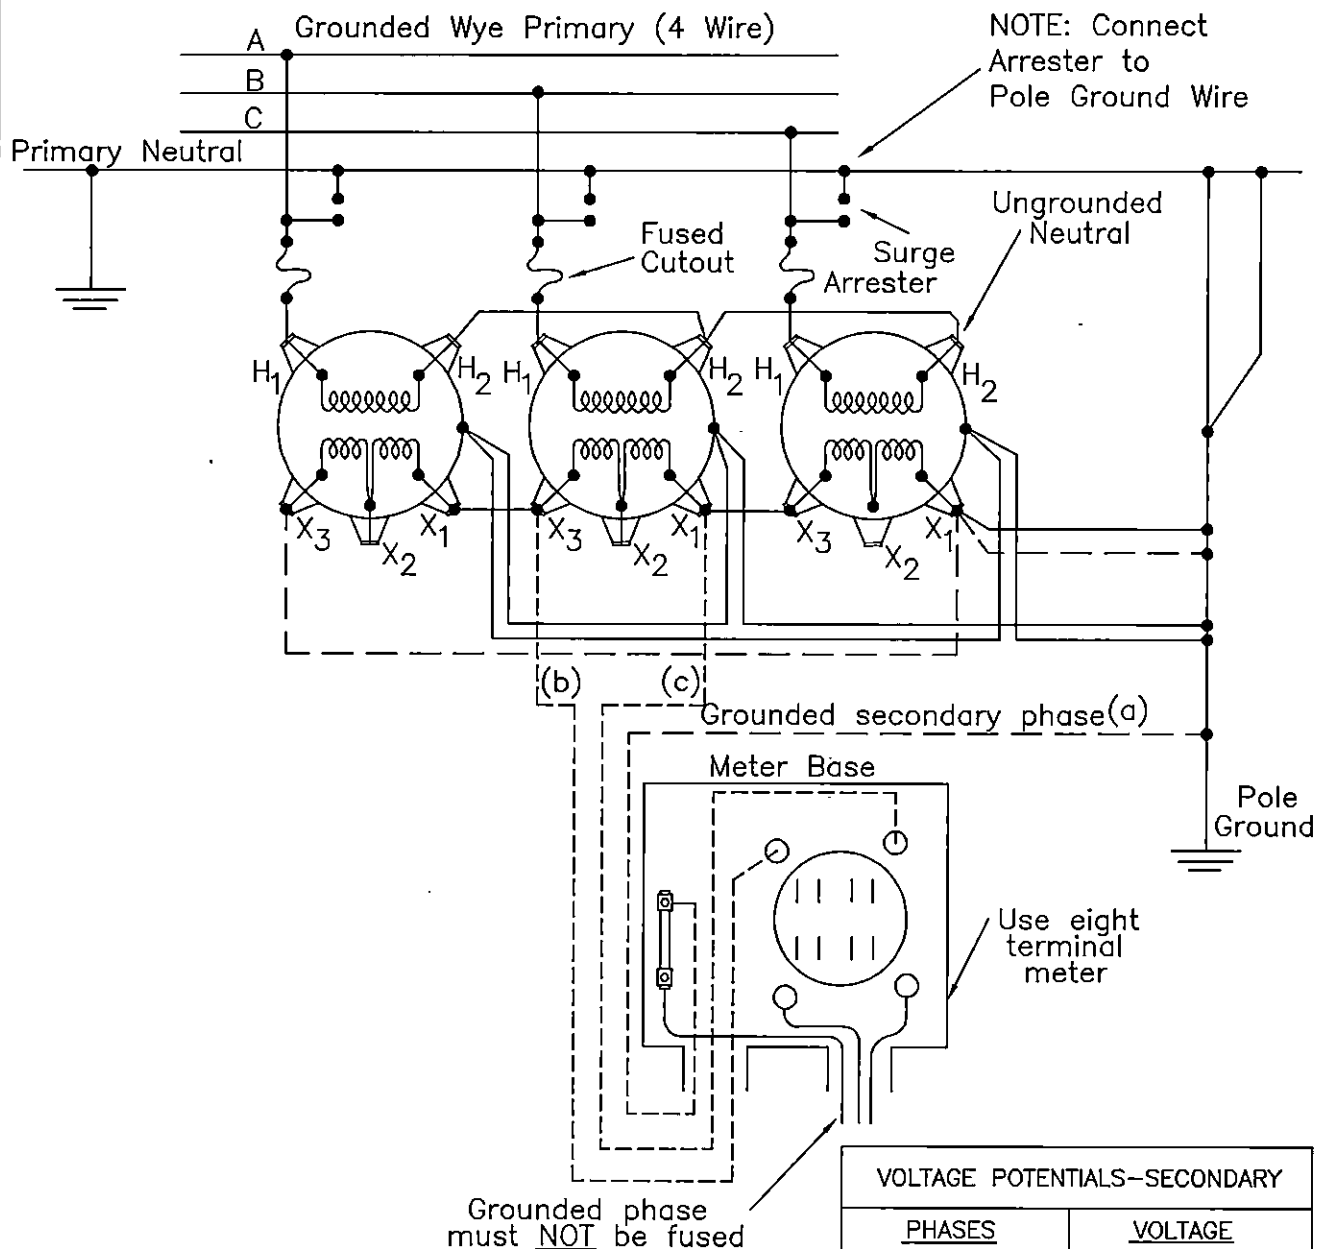 Grounded Wye Primary (4 Wire)
A
B
C
NOTE: Connect
Arrester to
Pole Ground Wire
Primary Neutral
Fused
Cutout
Surge
Arrester
Ungrounded
Neutral
H1
H2
H1
H2
H1
H2
X3
X2
X1
X3
X2
X1
X3
X2
X1
(b)
(c)
Grounded secondary phase(a)
Meter Base
Pole
Ground
Use eight
terminal
meter
Grounded phase
must NOT be fused
VOLTAGE POTENTIALS-SECONDARY
PHASES
VOLTAGE